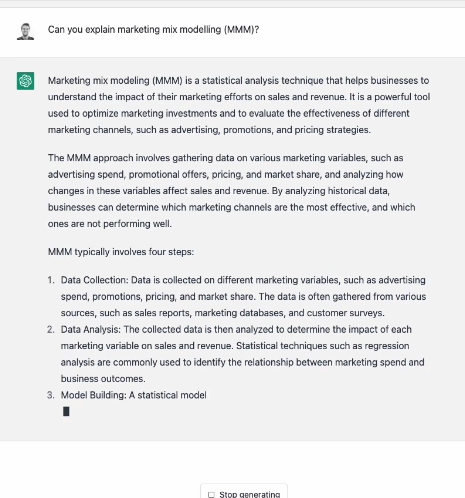 Can you explain marketing mix modelling (MMM)?
Marketing mix modeling (MMM) is a statistical analysis technique that helps businesses to
understand the impact of their marketing efforts on sales and revenue. It is a powerful tool
used to optimize marketing investments and to evaluate the effectiveness of different
marketing channels, such as advertising, promotions, and pricing strategies.
The MMM approach involves gathering data on various marketing variables, such as
advertising spend, promotional offers, pricing, and market share, and analyzing how
changes in these variables affect sales and revenue. By analyzing historical data,
businesses can determine which marketing channels are the most effective, and which
ones are not performing well.
MMM typically involves four steps:
1. Data Collection: Data is collected on different marketing variables, such as advertising
spend, promotions, pricing, and market share. The data is often gathered from various
sources, such as sales reports, marketing databases, and customer surveys.
2. Data Analysis: The collected data is then analyzed to determine the impact of each
marketing variable on sales and revenue. Statistical techniques such as regression
analysis are commonly used to identify the relationship between marketing spend and
business outcomes.
3. Model Building: A statistical model
Stop generating